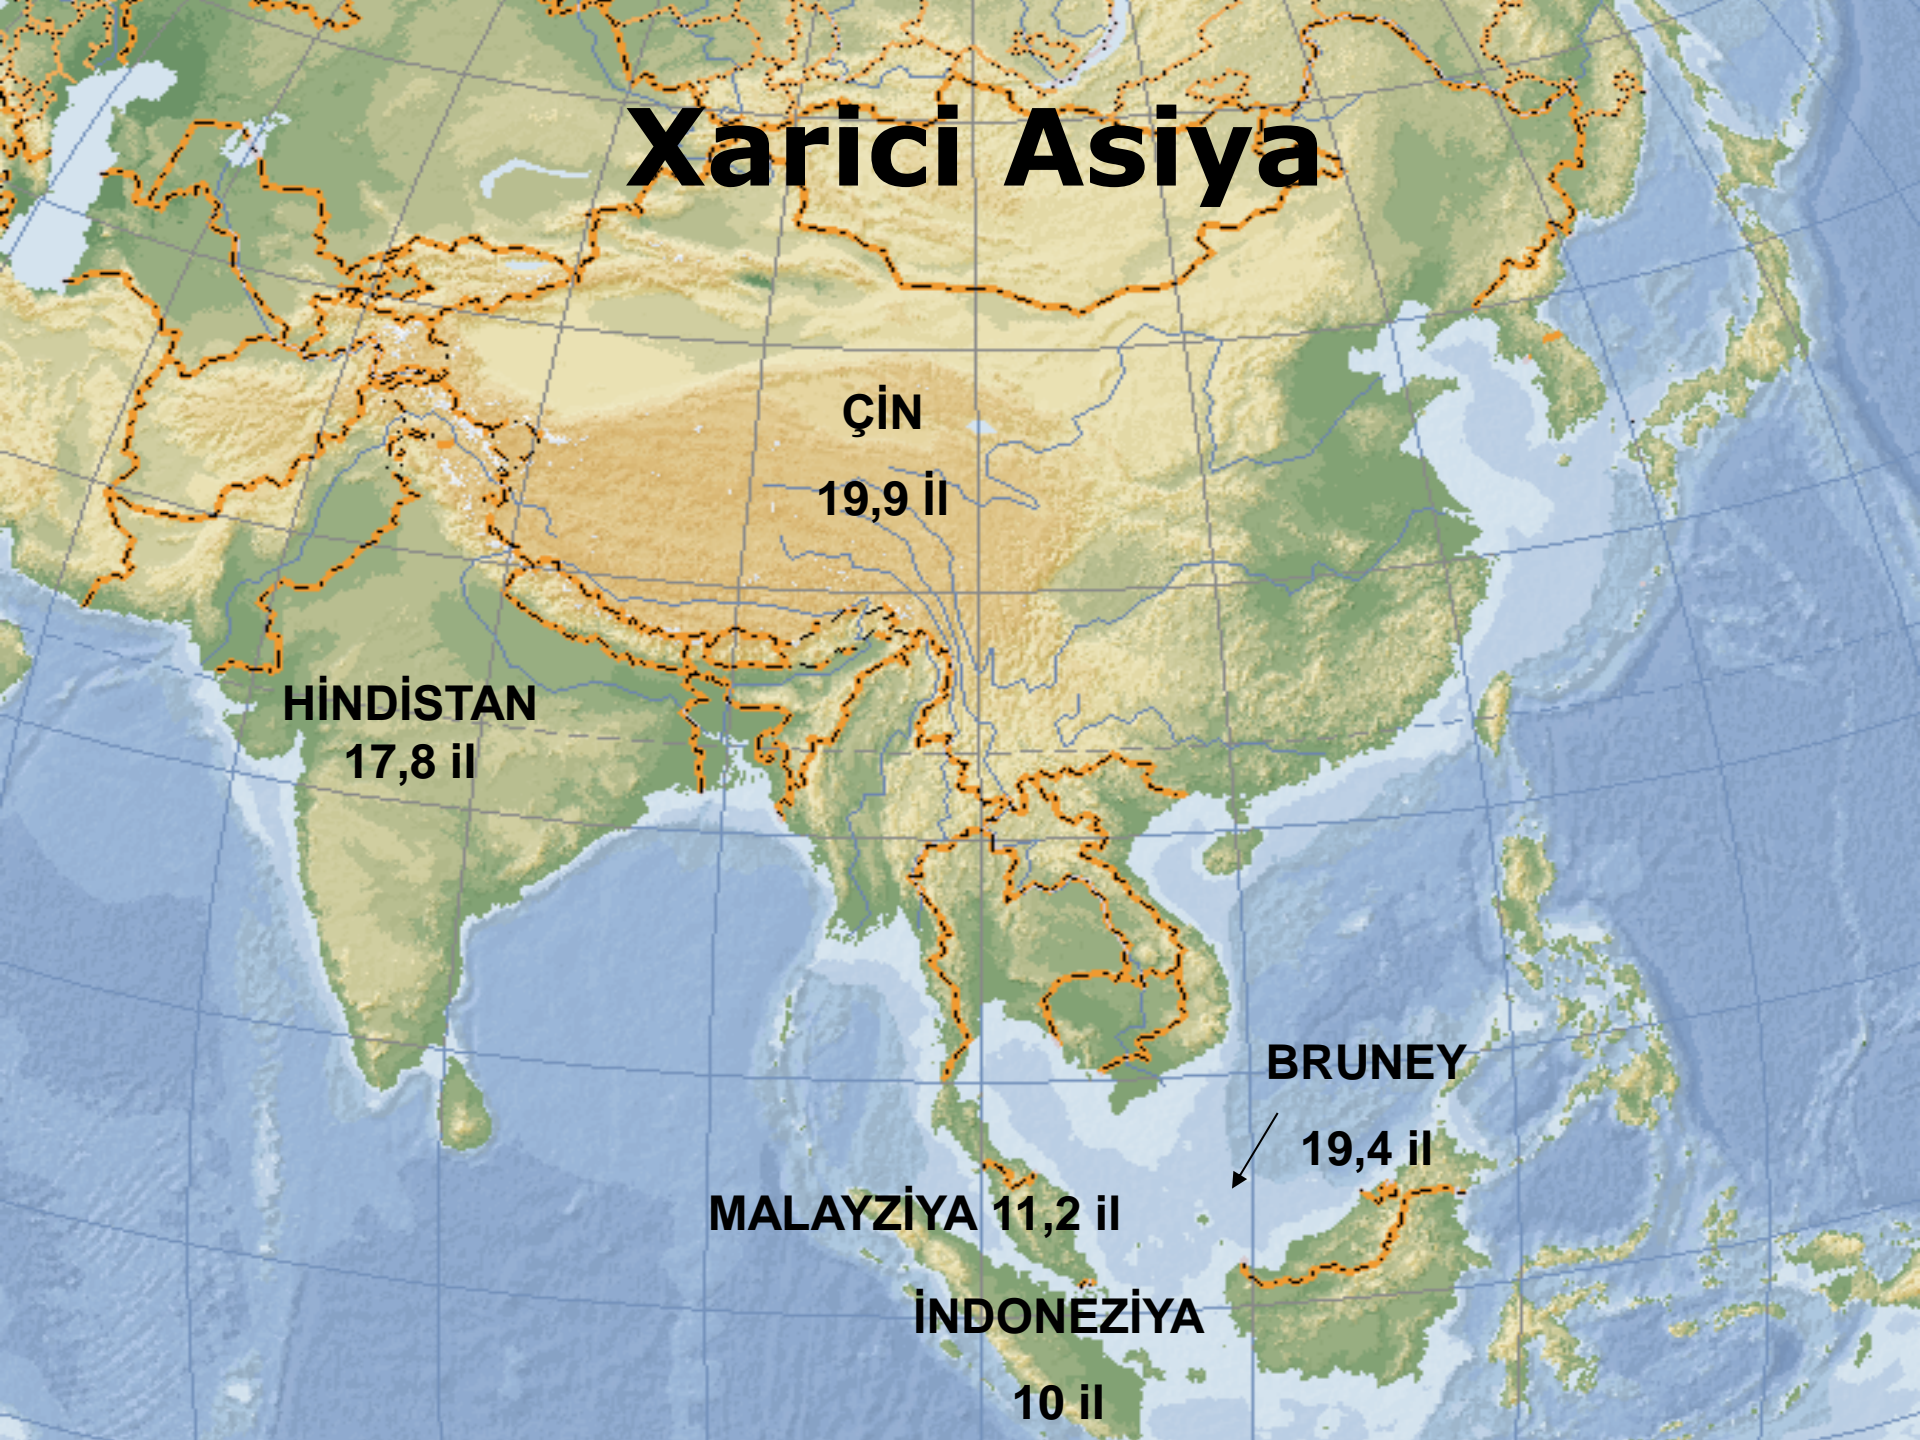 Xarici Asiya
ÇİN
19,9 İl
HİNDİSTAN
17,8 il
BRUNEY
19,4 il
MALAYZİYA 11,2 il
İNDONEZİYA
10 il